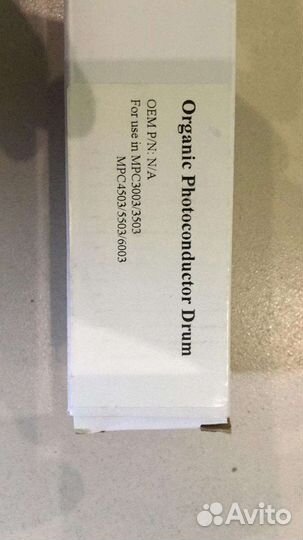 Organic Photoconductor Drum
OEM P/N: N/A
For use in MPC3003/3503
MPC4503/5503/6003
Avito